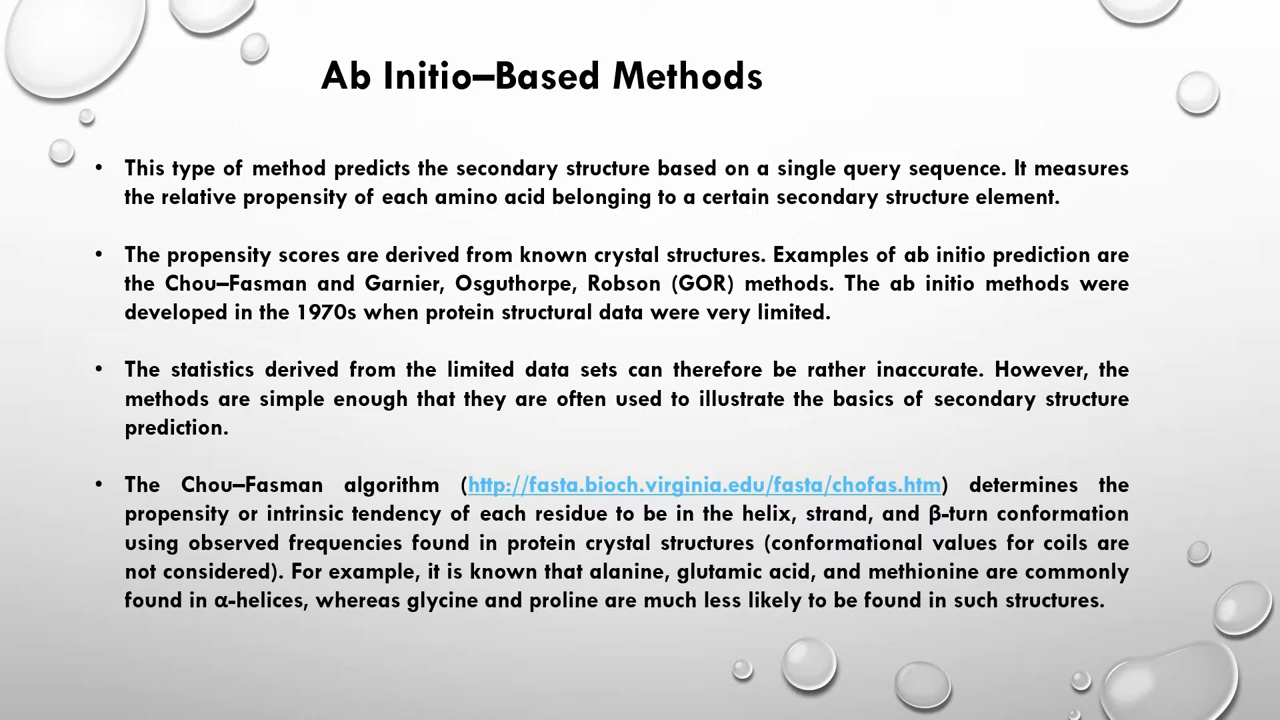 Ab Initio–Based Methods
• This type of method predicts the secondary structure based on a single query sequence. It measures
the relative propensity of each amino acid belonging to a certain secondary structure element.
• The propensity scores are derived from known crystal structures. Examples of ab initio prediction are
the Chou–Fasman and Garnier, Osguthorpe, Robson (GOR) methods. The ab initio methods were
developed in the 1970s when protein structural data were very limited.
• The statistics derived from the limited data sets can therefore be rather inaccurate. However, the
methods are simple enough that they are often used to illustrate the basics of secondary structure
prediction.
• The Chou–Fasman algorithm (http://fasta.bioch.virginia.edu/fasta/chofas.htm) determines the
propensity or intrinsic tendency of each residue to be in the helix, strand, and β-turn conformation
using observed frequencies found in protein crystal structures (conformational values for coils are
not considered). For example, it is known that alanine, glutamic acid, and methionine are commonly
found in α-helices, whereas glycine and proline are much less likely to be found in such structures.